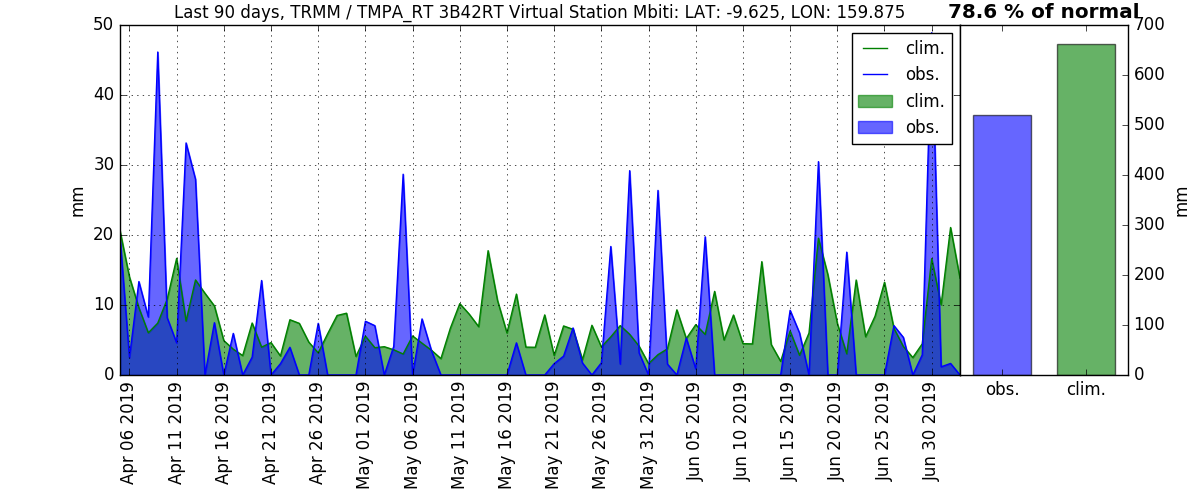 Last 90 days, TRMM / TMPA_RT 3B42RT Virtual Station Mbiti: LAT: -9.625, LON: 159.875
78.6 % of normal
50
40
30
20
10
0
mm
clim.
obs.
clim.
obs.
Apr 06 2019
Apr 11 2019
Apr 16 2019
Apr 21 2019
Apr 26 2019
May 01 2019
May 06 2019
May 11 2019
May 16 2019
May 21 2019
May 26 2019
May 31 2019
Jun 05 2019
Jun 10 2019
Jun 15 2019
Jun 20 2019
Jun 25 2019
Jun 30 2019
obs.
clim.
700
600
500
400
300
200
100
0
mm